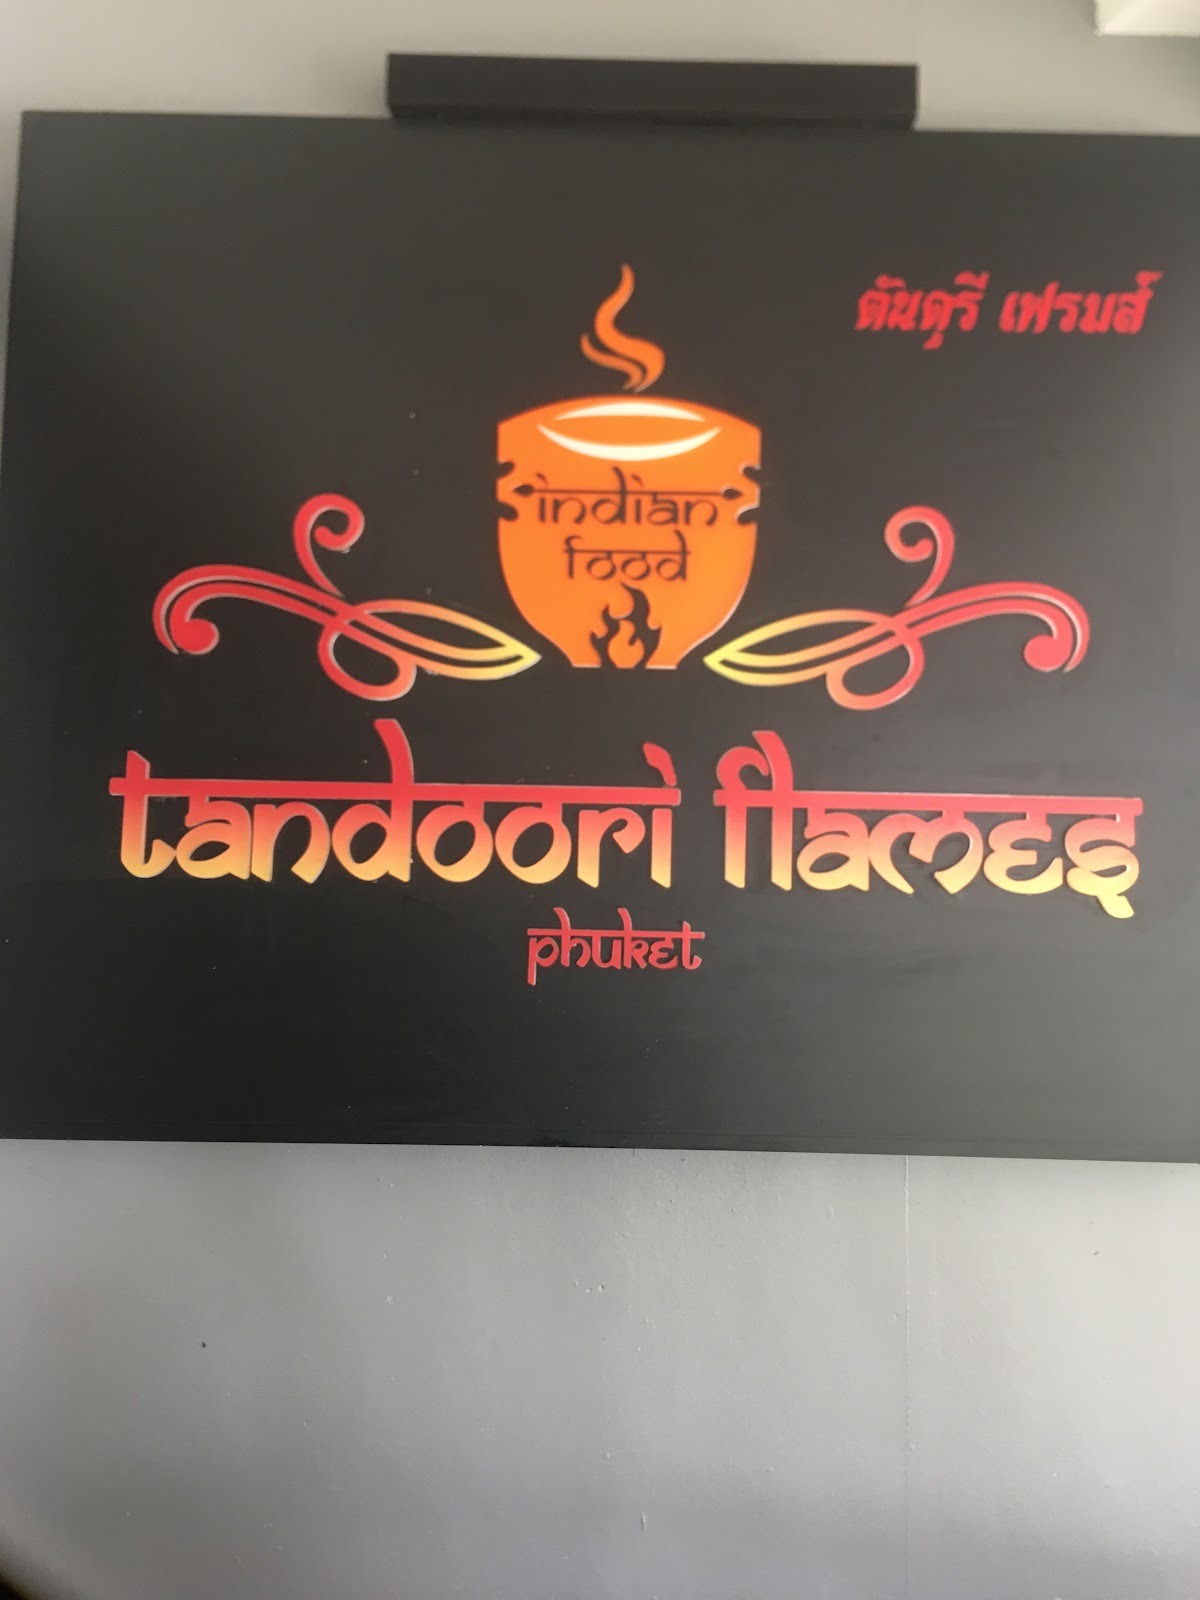 ตันดูรี เฟรมส์
indian
food
tandoori flames
phuket